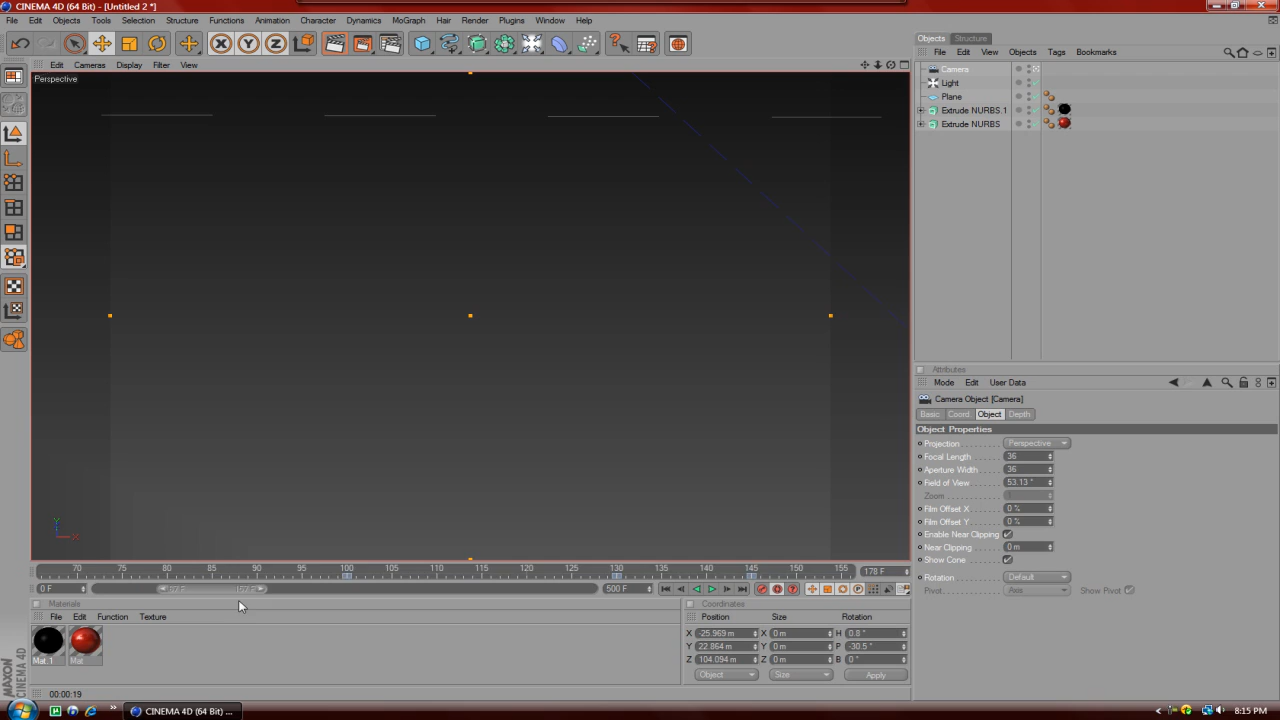 CINEMA 4D (64 Bit) - [Untitled 2 *]
File Edit Objects Tools Selection Structure Functions Animation Character Dynamics MoGraph Hair Render Plugins Window Help
Objects Structure
File Edit View Objects Tags Bookmarks
Edit Cameras Display Filter View
Perspective
Camera
Light
Plane
Extrude NURBS.1
Extrude NURBS
Attributes
Mode Edit User Data
Camera Object [Camera]
Basic Coord. Object Depth
Object Properties
Projection Perspective
Focal Length 36
Aperture Width 36
Field of View 53.13 °
Zoom 1
Film Offset X 0 %
Film Offset Y 0 %
Enable Near Clipping
Near Clipping 0 m
Show Cone
Rotation Default
Pivot Axis Show Pivot
Y
X
70 75 80 85 90 95 100 105 110 115 120 125 130 135 140 145 150 155 178 F
0 F 157 F 500 F
Materials
File Edit Function Texture
Mat.1 Mat
Coordinates
Position Size Rotation
X -25.969 m X 0 m H 0.8 °
Y 22.864 m Y 0 m P -30.5 °
Z 104.094 m Z 0 m B 0 °
Object Size Apply
MAXON
CINEMA 4D
00:00:19
CINEMA 4D (64 Bit) ...
8:15 PM